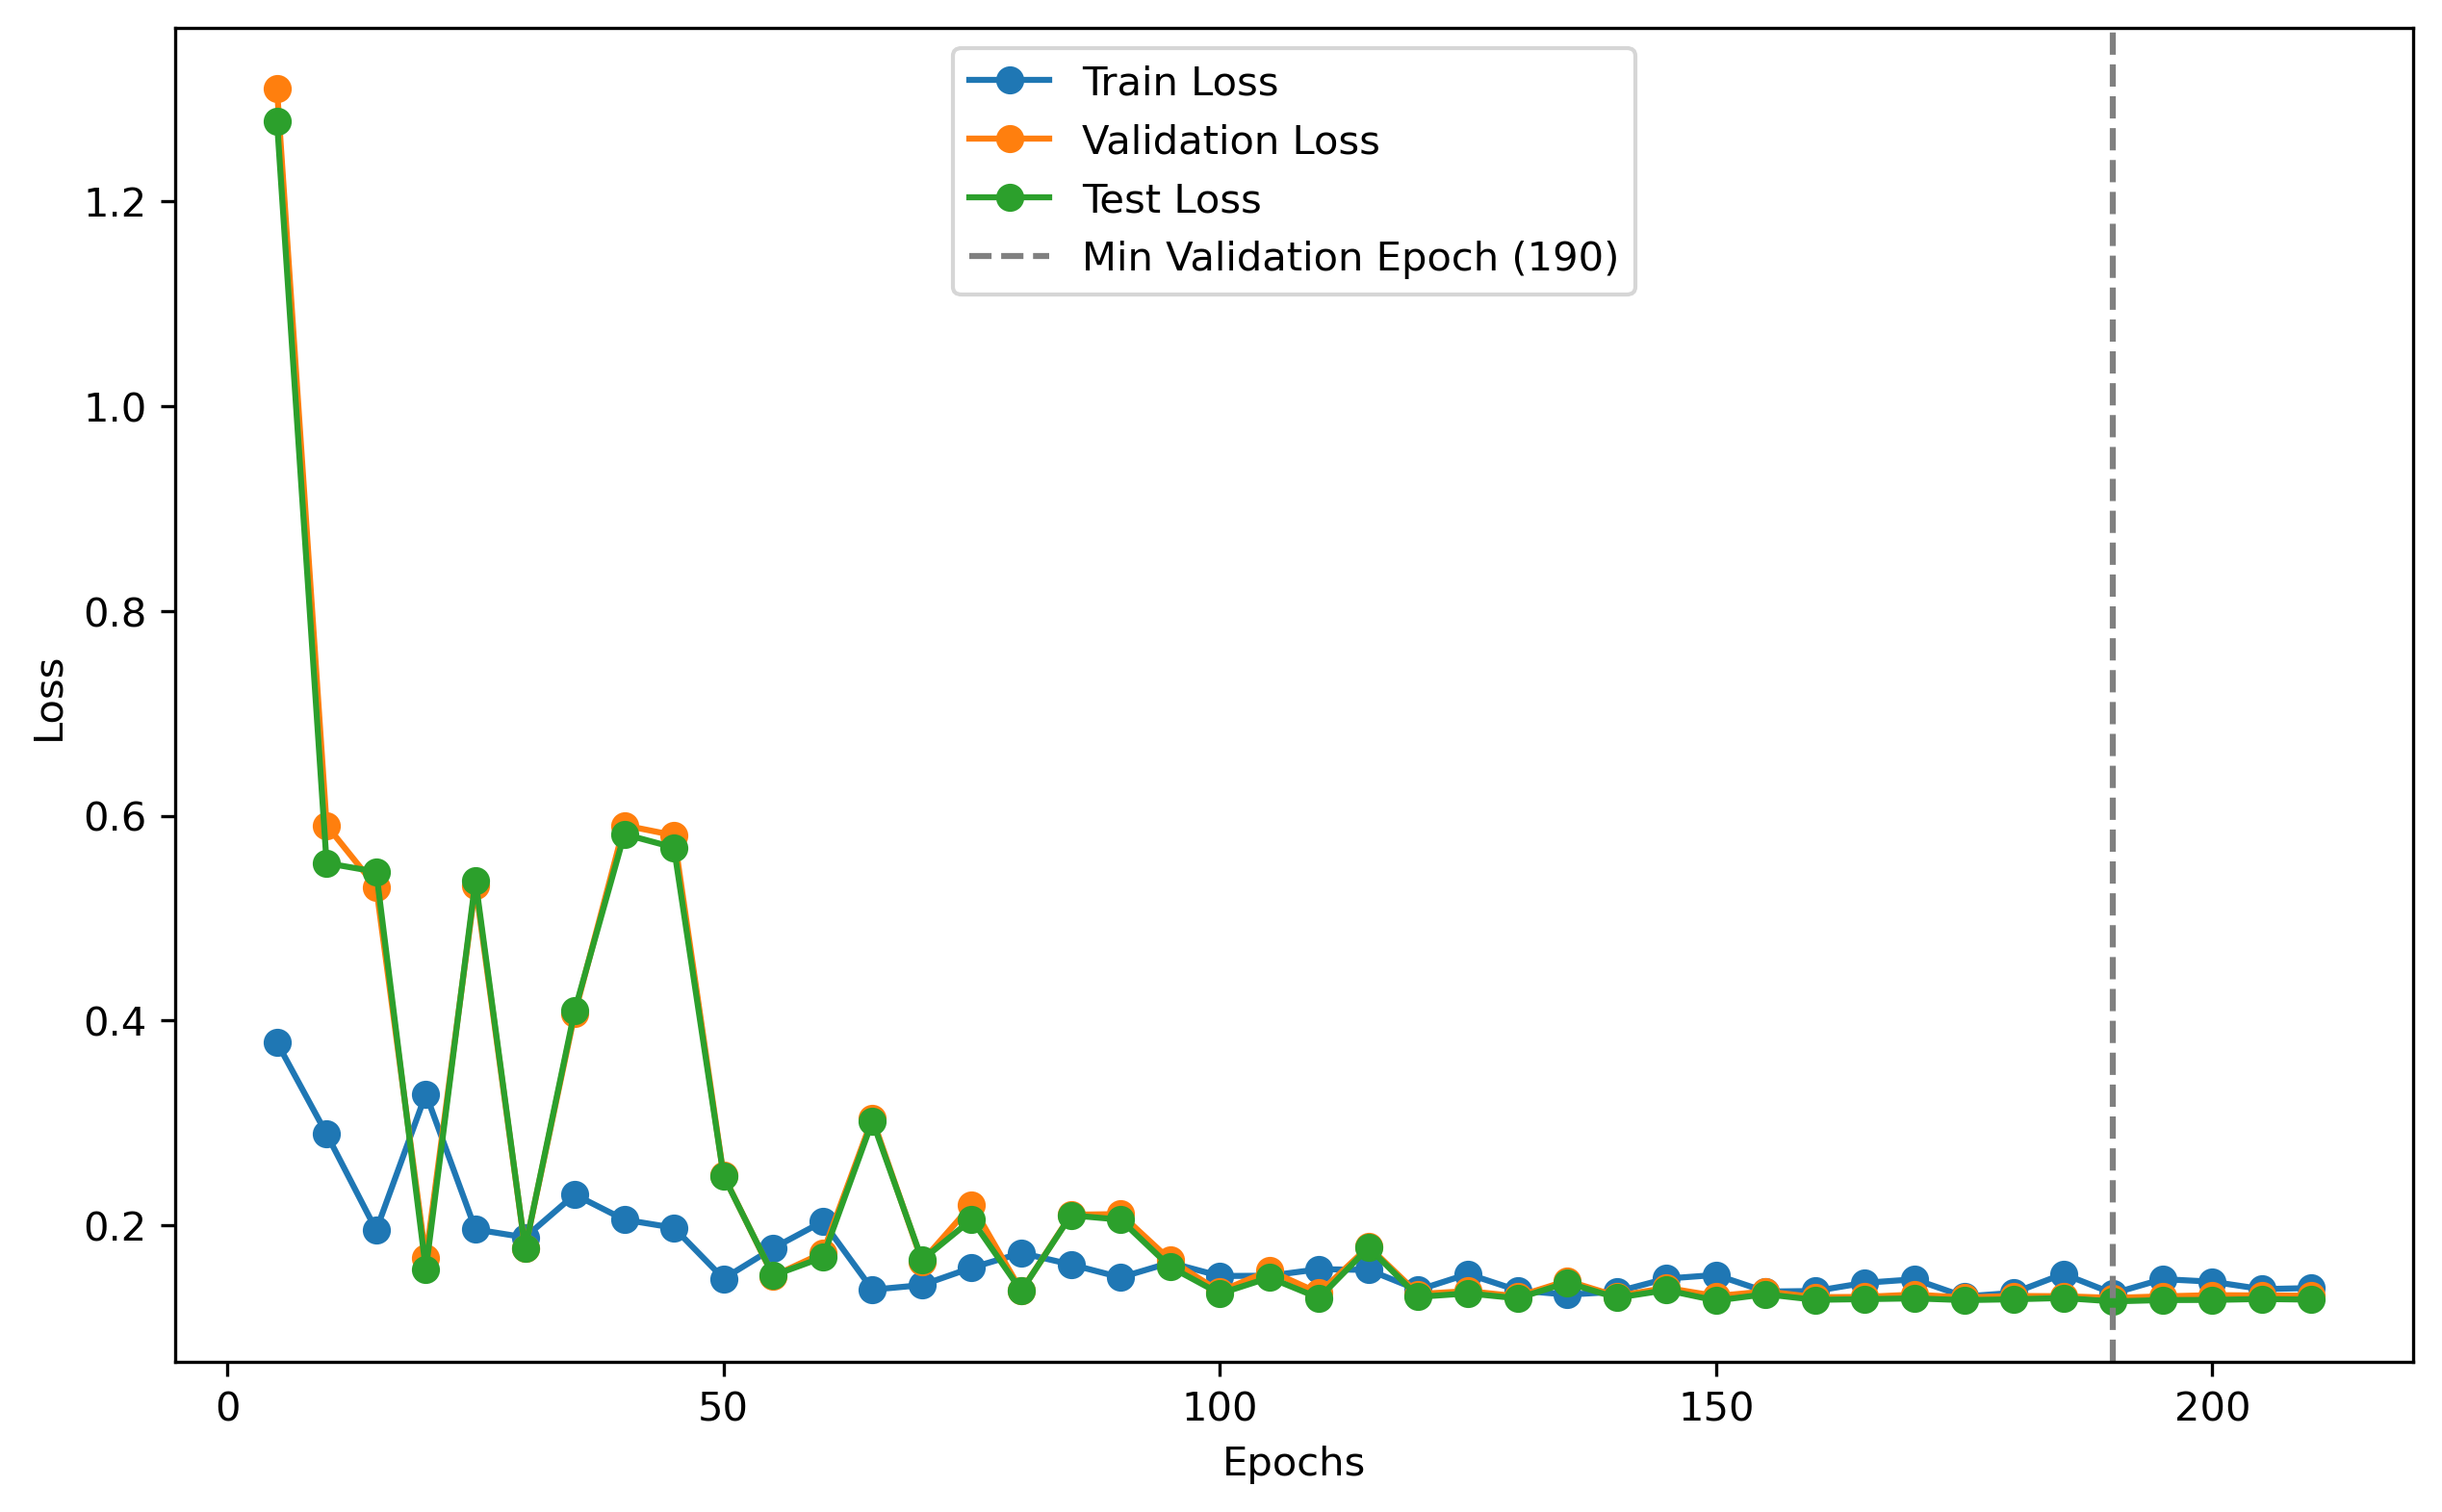 Train Loss
Validation Loss
Test Loss
Min Validation Epoch (190)
1.2
1.0
0.8
0.6
0.4
0.2
Loss
0 50 100 150 200
Epochs